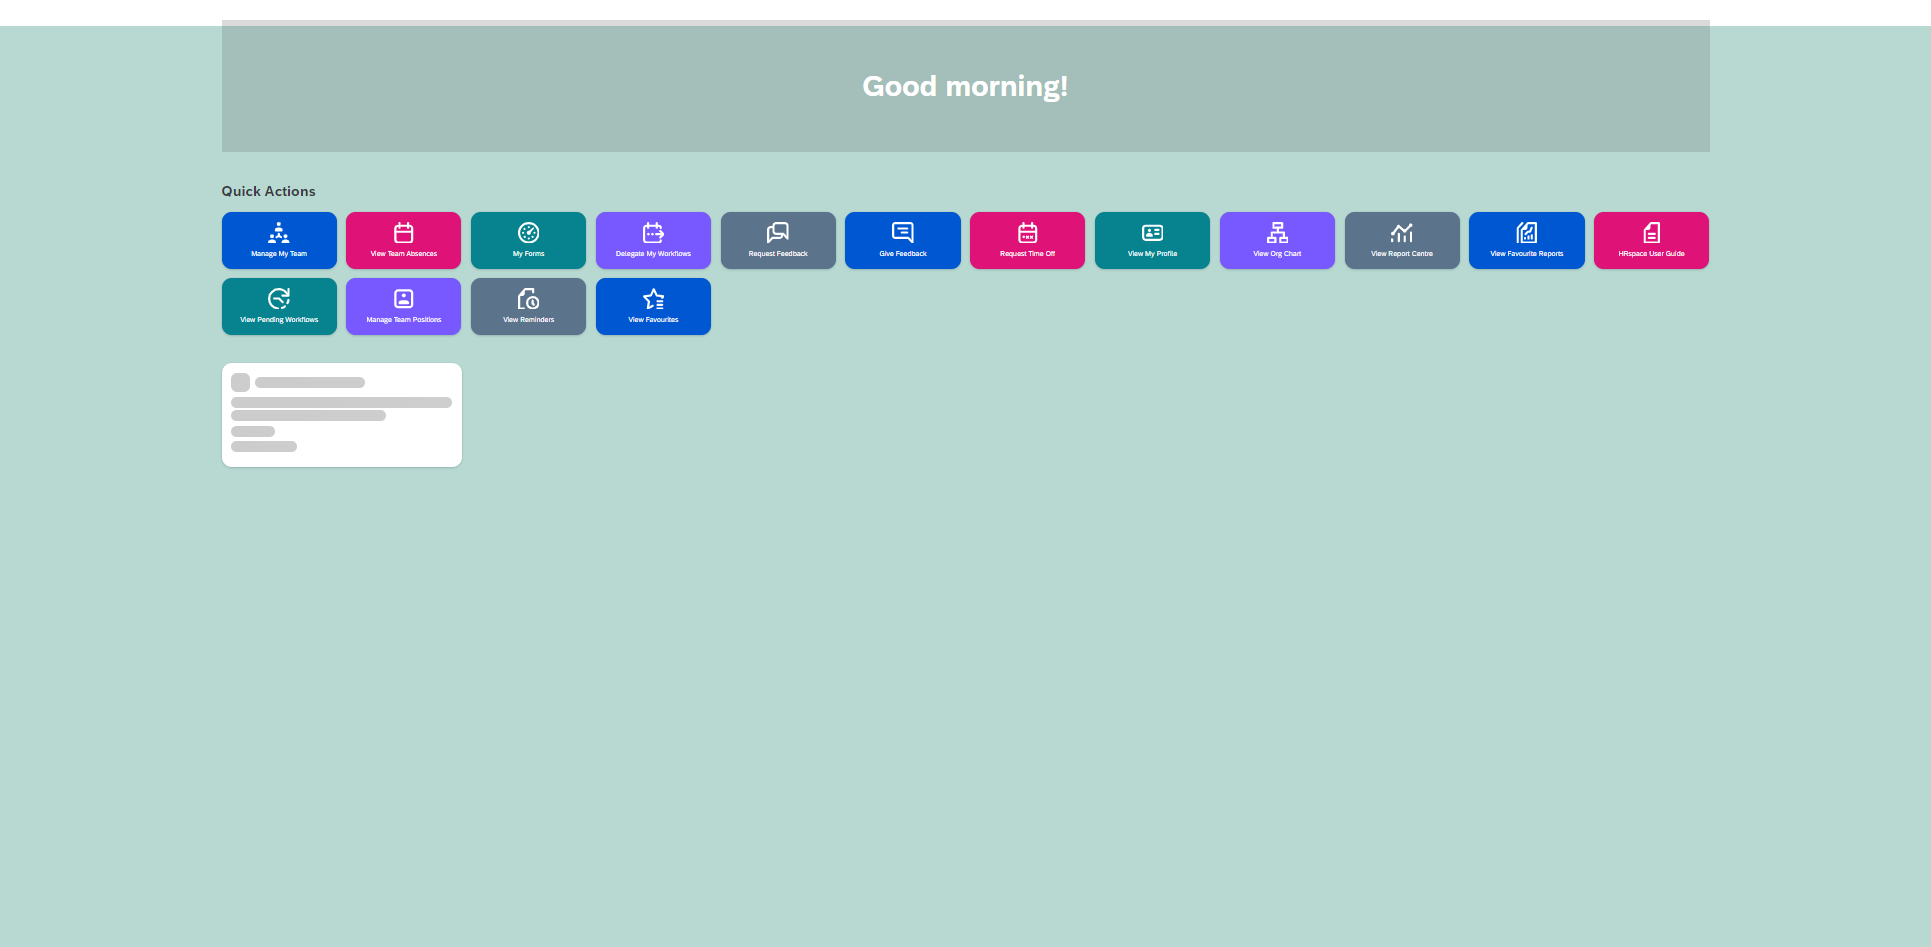 Good morning!
Quick Actions
Manage My Team
View Team Absences
My Forms
Delegate My Workflows
Request Feedback
Give Feedback
Request Time Off
View My Profile
View Org Chart
View Report Centre
View Favourite Reports
HRspace User Guide
View Pending Workflows
Manage Team Positions
View Reminders
View Favourites